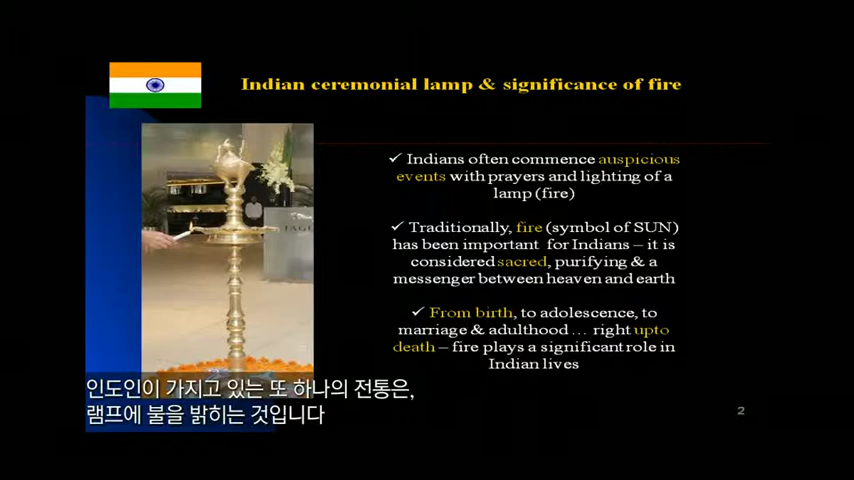 Indian ceremonial lamp & significance of fire
✓ Indians often commence auspicious
events with prayers and lighting of a
lamp (fire)
✓ Traditionally, fire (symbol of SUN)
has been important for Indians – it is
considered sacred, purifying & a
messenger between heaven and earth
✓ From birth, to adolescence, to
marriage & adulthood … right upto
death – fire plays a significant role in
Indian lives
인도인이 가지고 있는 또 하나의 전통은,
램프에 불을 밝히는 것입니다
2